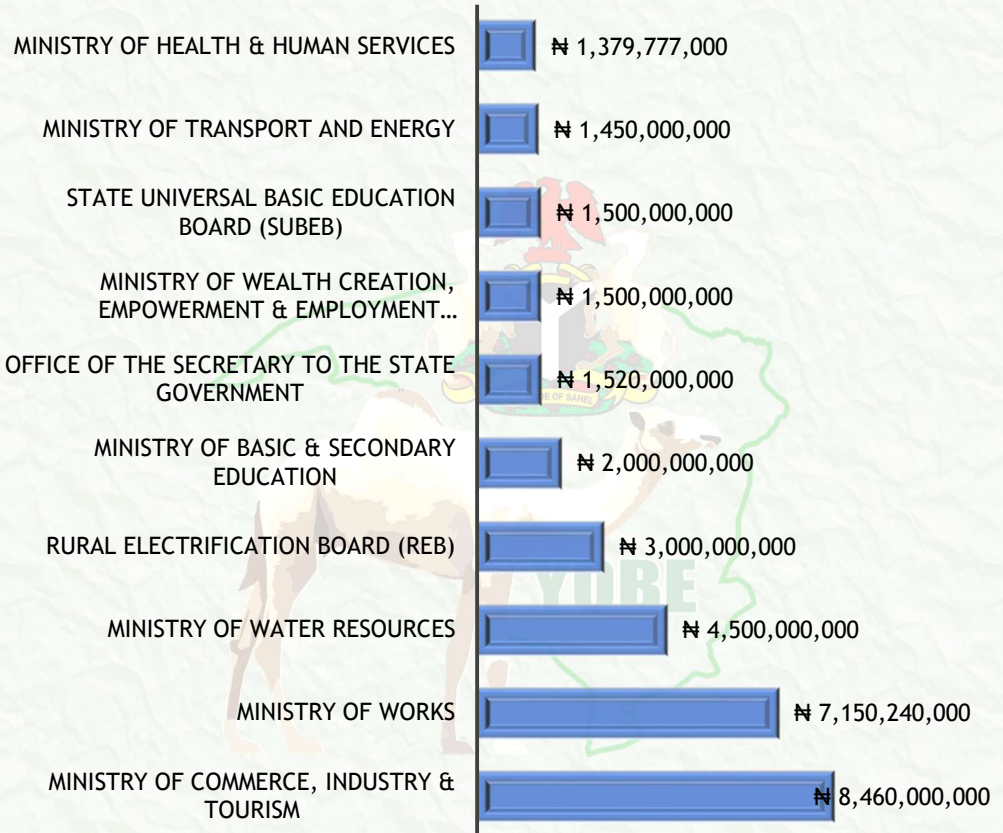 MINISTRY OF HEALTH & HUMAN SERVICES
₦ 1,379,777,000
MINISTRY OF TRANSPORT AND ENERGY
₦ 1,450,000,000
STATE UNIVERSAL BASIC EDUCATION
BOARD (SUBEB)
₦ 1,500,000,000
MINISTRY OF WEALTH CREATION,
EMPOWERMENT & EMPLOYMENT…
₦ 1,500,000,000
OFFICE OF THE SECRETARY TO THE STATE
GOVERNMENT
₦ 1,520,000,000
OF SAHEL
MINISTRY OF BASIC & SECONDARY
EDUCATION
₦ 2,000,000,000
RURAL ELECTRIFICATION BOARD (REB)
₦ 3,000,000,000
YOBE
MINISTRY OF WATER RESOURCES
₦ 4,500,000,000
MINISTRY OF WORKS
₦ 7,150,240,000
MINISTRY OF COMMERCE, INDUSTRY &
TOURISM
₦ 8,460,000,000